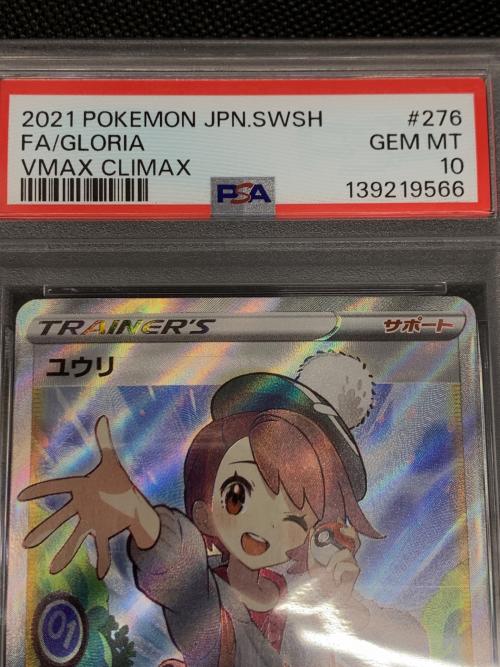 2021 POKEMON JPN.SWSH #276
FA/GLORIA GEM MT
VMAX CLIMAX 10
PSA 139219566
TRAINER'S サポート
ユウリ
01